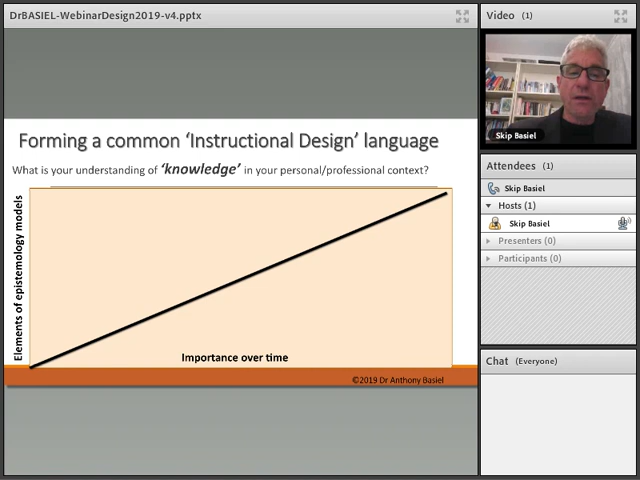 DrBASIEL-WebinarDesign2019-v4.pptx
Forming a common ‘Instructional Design’ language
What is your understanding of ‘knowledge’ in your personal/professional context?
Elements of epistemology models
Importance over time
©2019 Dr Anthony Basiel
Video (1)
Skip Basiel
Attendees (1)
Skip Basiel
Hosts (1)
Skip Basiel
Presenters (0)
Participants (0)
Chat (Everyone)